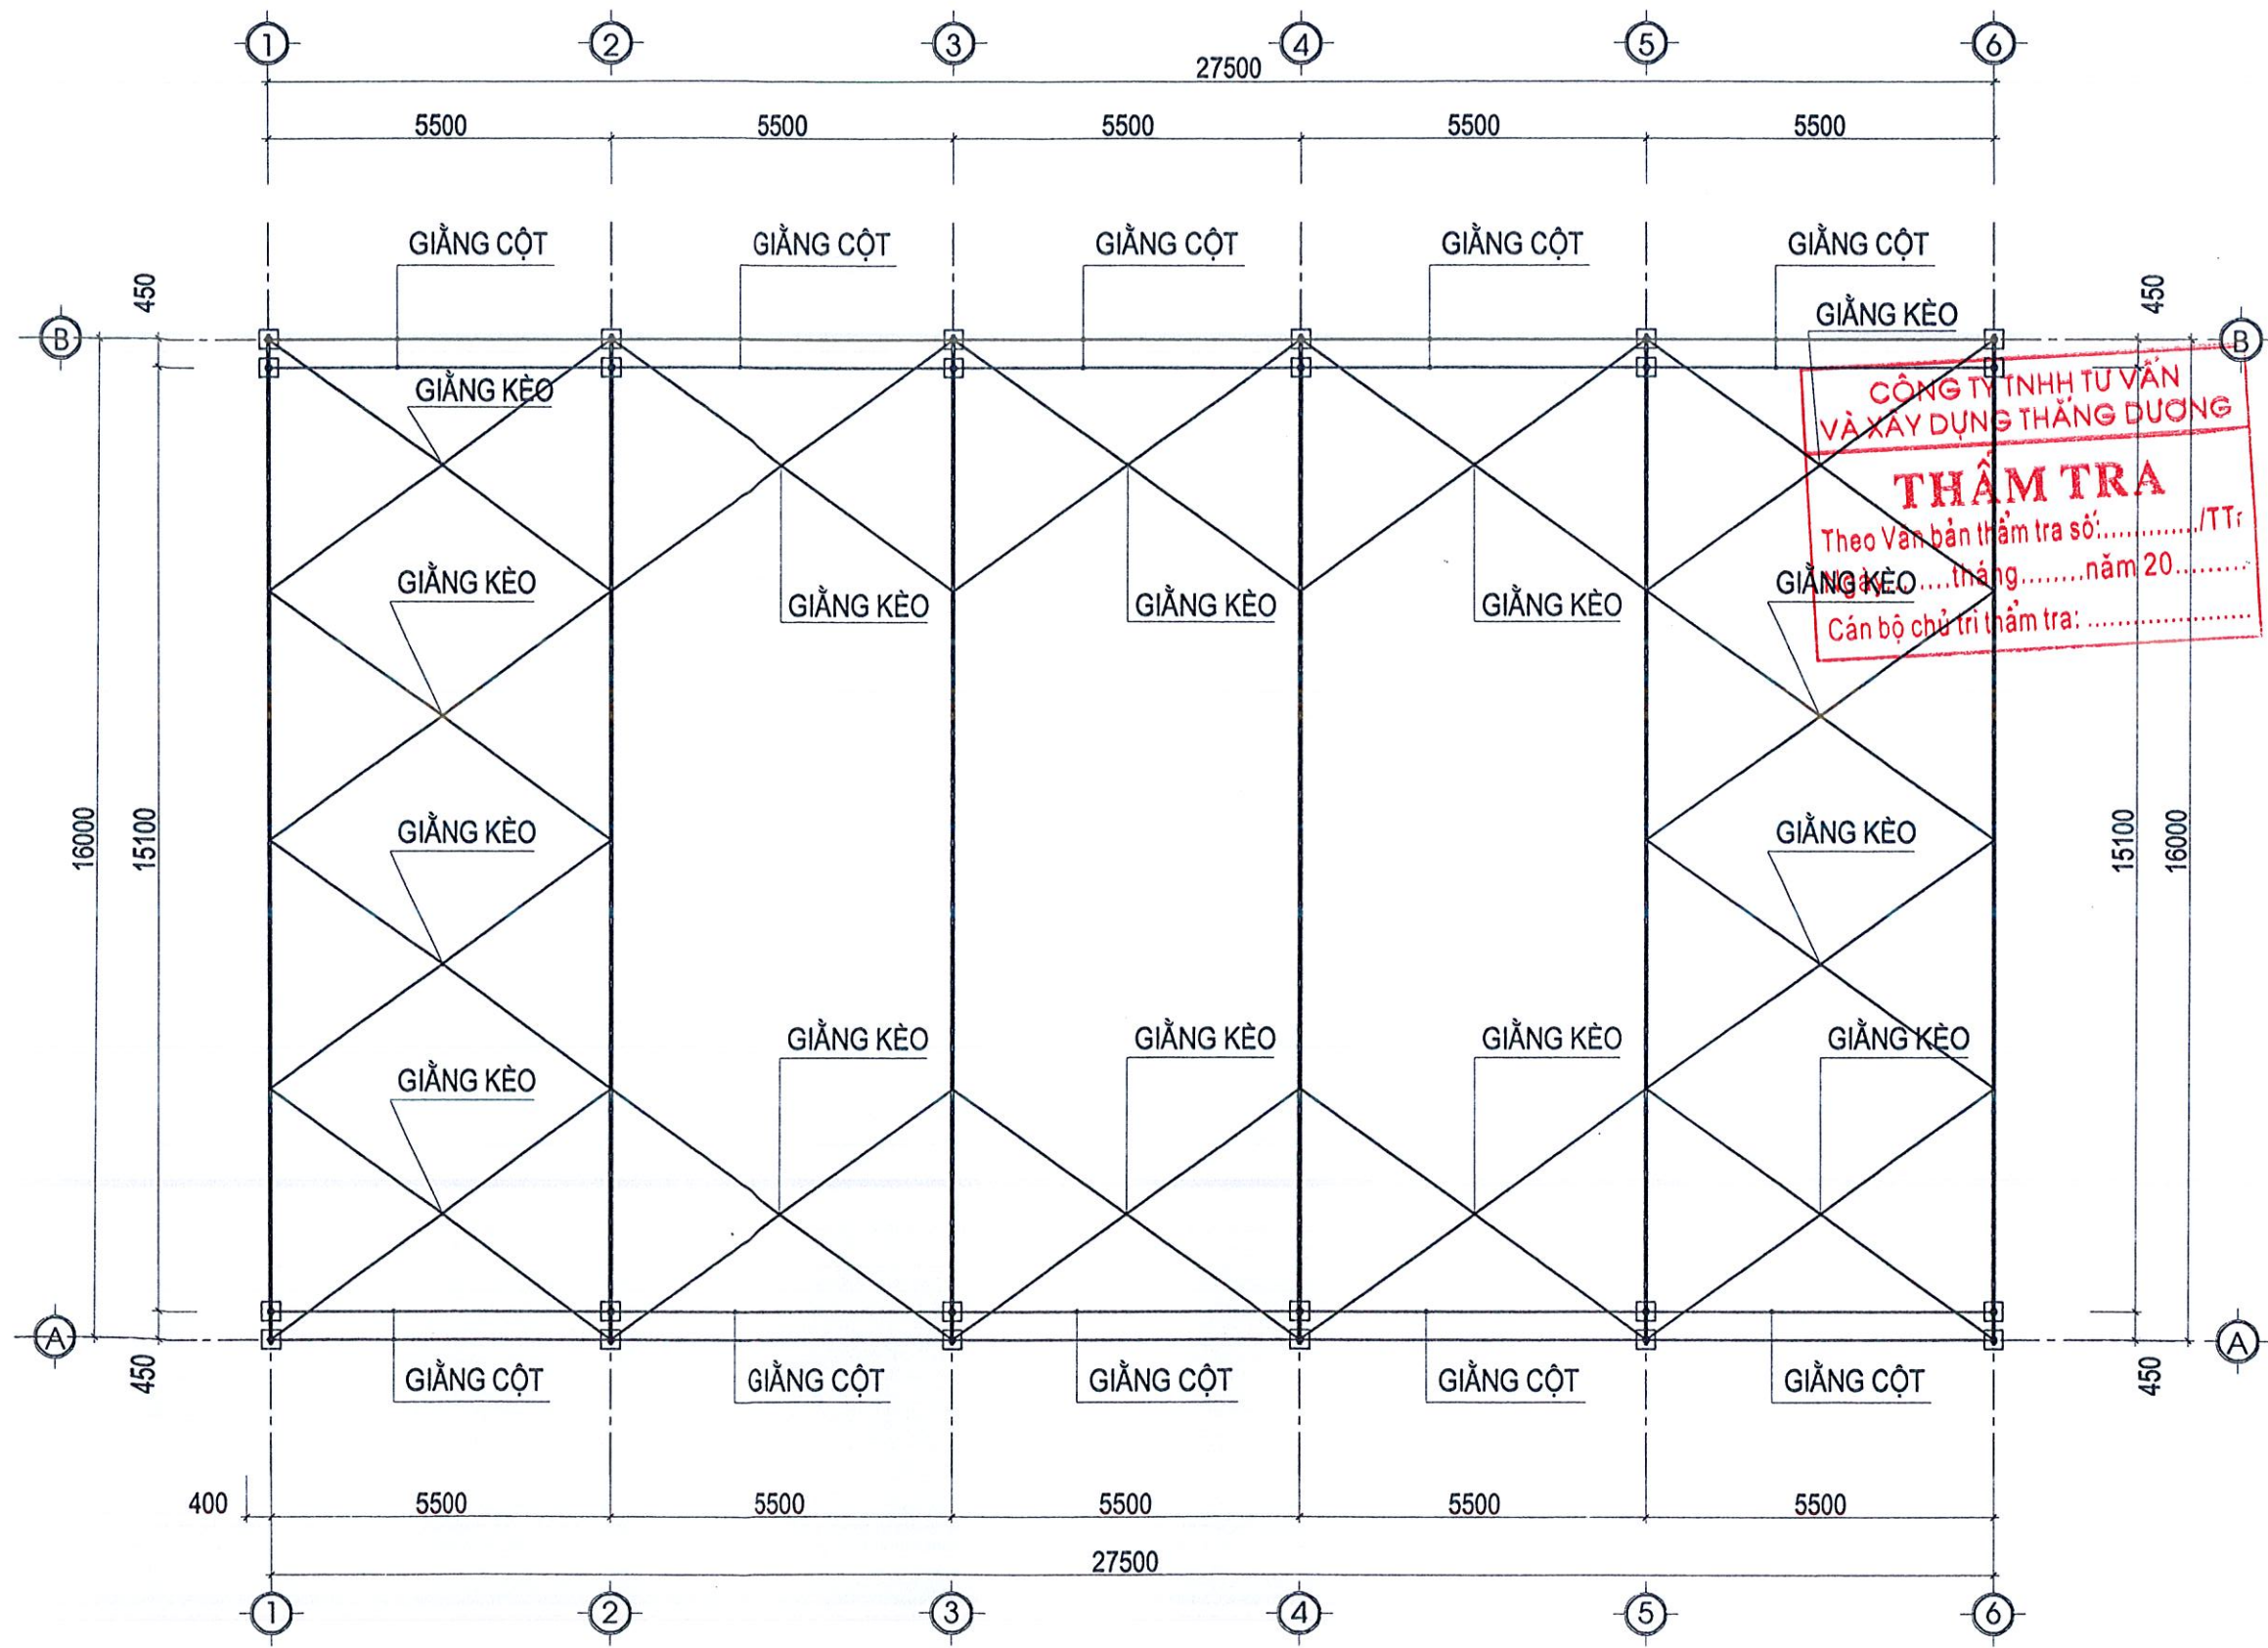 1 2 3 4 5 6
27500
5500 5500 5500 5500 5500
GIẰNG CỘT GIẰNG CỘT GIẰNG CỘT GIẰNG CỘT GIẰNG CỘT
450 450
GIẰNG KÈO
B B
CÔNG TY TNHH TƯ VẤN
VÀ XÂY DỰNG THĂNG DƯƠNG
GIẰNG KÈO
THẨM TRA
Theo Văn bản thẩm tra số:............./TTr
GIẰNG KÈO GIẰNG KÈO
Ngày........tháng........năm 20.........
GIẰNG KÈO GIẰNG KÈO GIẰNG KÈO
Cán bộ chủ trì thẩm tra: ......................
16000 15100 GIẰNG KÈO GIẰNG KÈO 15100 16000
GIẰNG KÈO GIẰNG KÈO GIẰNG KÈO GIẰNG KÈO
GIẰNG KÈO
A A
450 450
GIẰNG CỘT GIẰNG CỘT GIẰNG CỘT GIẰNG CỘT GIẰNG CỘT
400 5500 5500 5500 5500 5500
27500
1 2 3 4 5 6